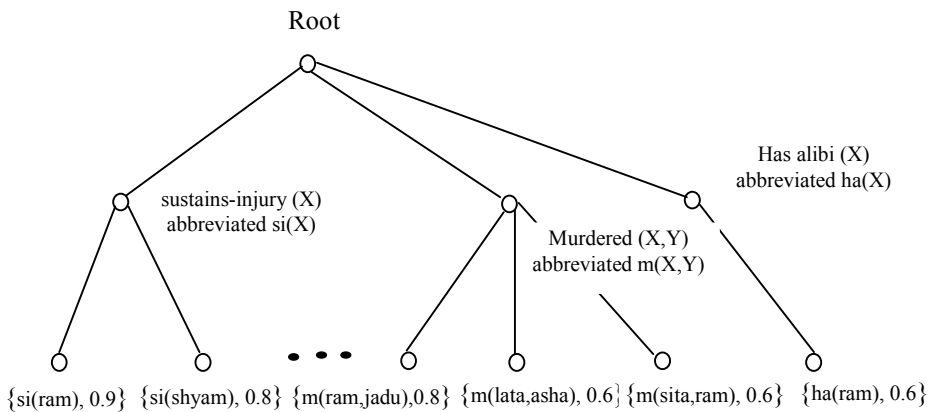 Root
Has alibi (X)
abbreviated ha(X)
sustains-injury (X)
abbreviated si(X)
Murdered (X,Y)
abbreviated m(X,Y)
{si(ram), 0.9} {si(shyam), 0.8} {m(ram,jadu),0.8} {m(lata,asha), 0.6} {m(sita,ram), 0.6} {ha(ram), 0.6}